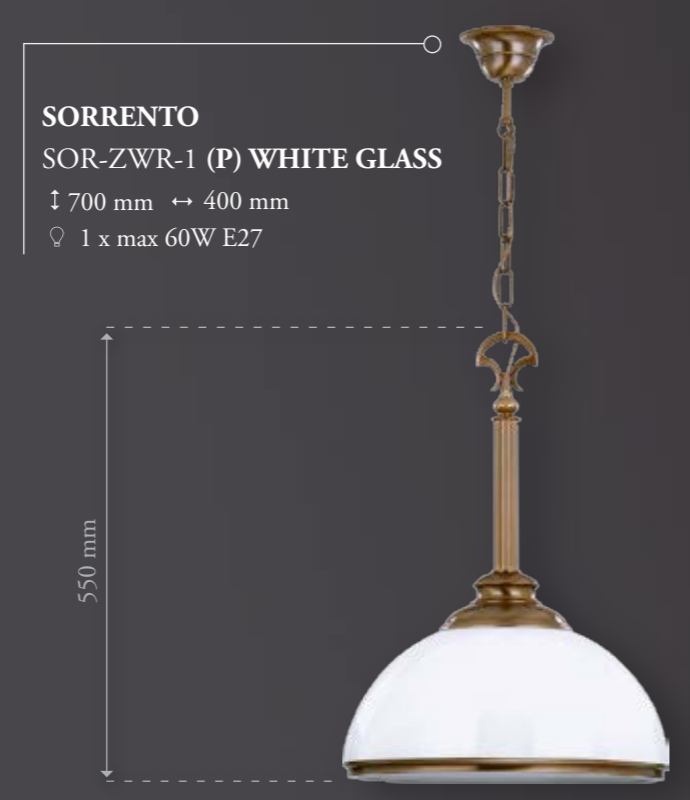 SORRENTO
SOR-ZWR-1 (P) WHITE GLASS
↕ 700 mm ↔ 400 mm
1 x max 60W E27
550 mm